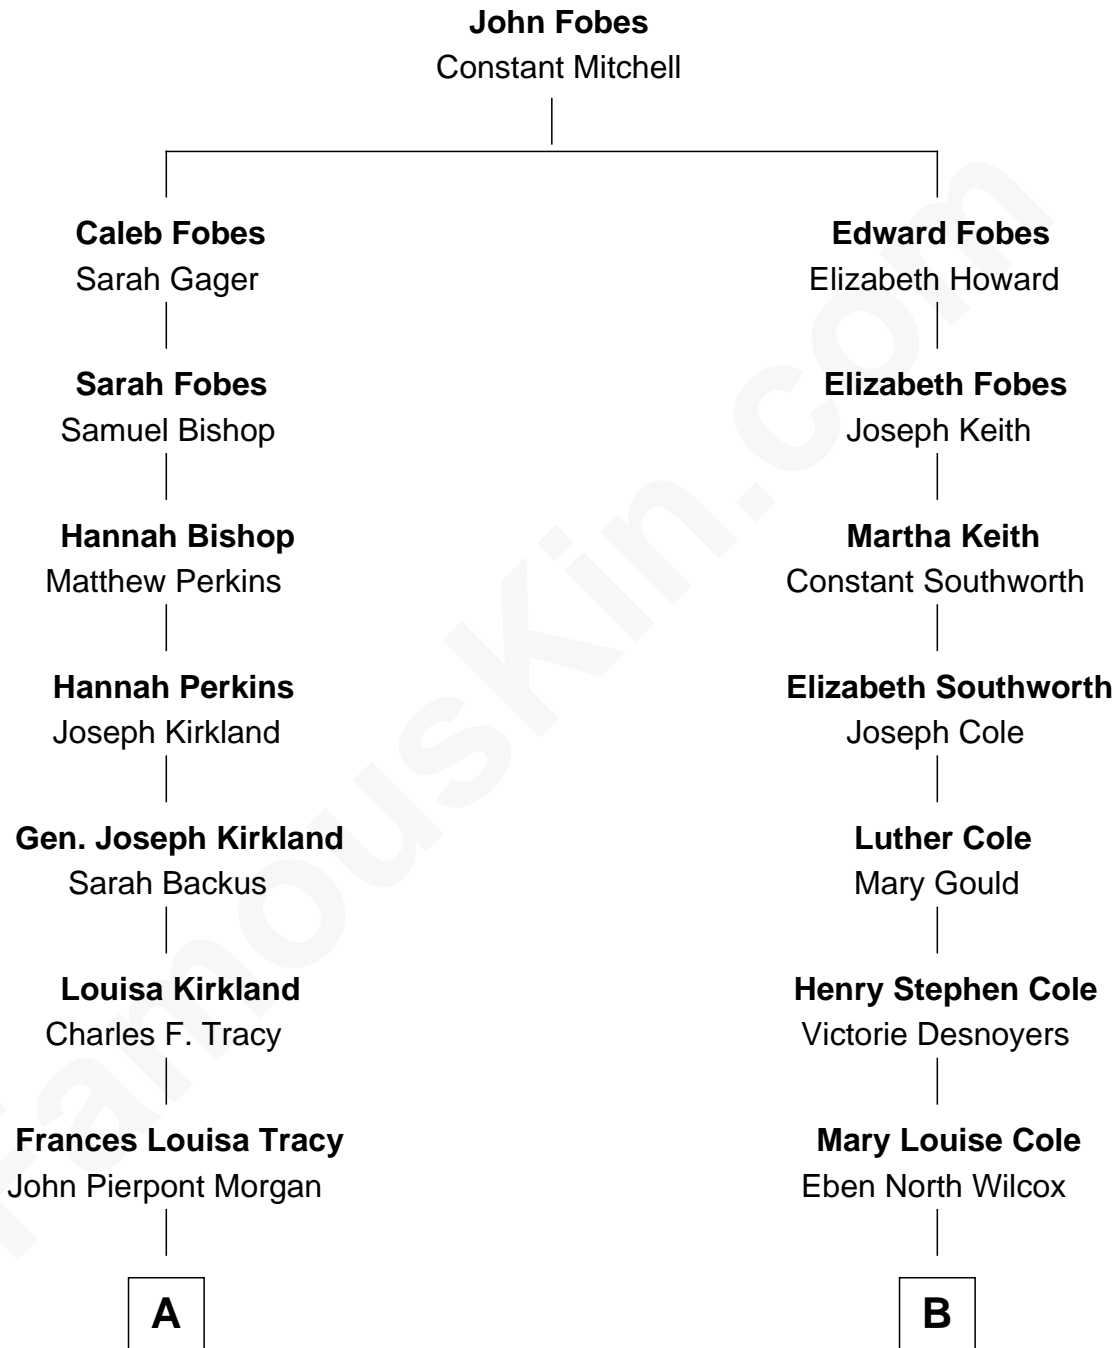 John Fobes
Constant Mitchell
Caleb Fobes
Sarah Gager
Edward Fobes
Elizabeth Howard
Sarah Fobes
Samuel Bishop
Elizabeth Fobes
Joseph Keith
Hannah Bishop
Matthew Perkins
Martha Keith
Constant Southworth
Hannah Perkins
Joseph Kirkland
Elizabeth Southworth
Joseph Cole
Gen. Joseph Kirkland
Sarah Backus
Luther Cole
Mary Gould
Louisa Kirkland
Charles F. Tracy
Henry Stephen Cole
Victorie Desnoyers
Frances Louisa Tracy
John Pierpont Morgan
Mary Louise Cole
Eben North Wilcox
A
B
FamousKin.com